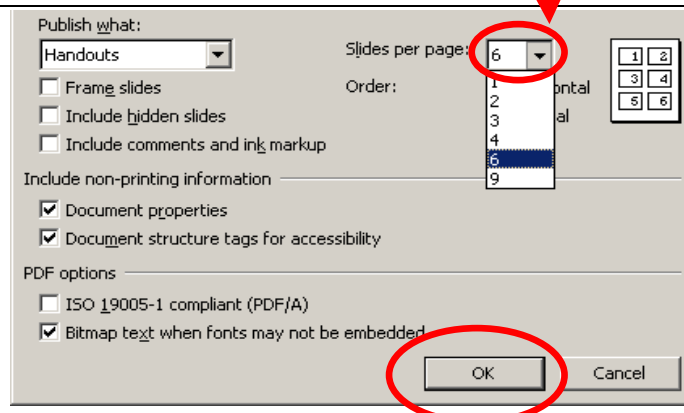 Publish what:
Handouts
Slides per page: 6
1 2
3 4
5 6
Frame slides
Order:
1
2
3
4
6
9
ontal
al
Include hidden slides
Include comments and ink markup
Include non-printing information
Document properties
Document structure tags for accessibility
PDF options
ISO 19005-1 compliant (PDF/A)
Bitmap text when fonts may not be embedded
OK
Cancel